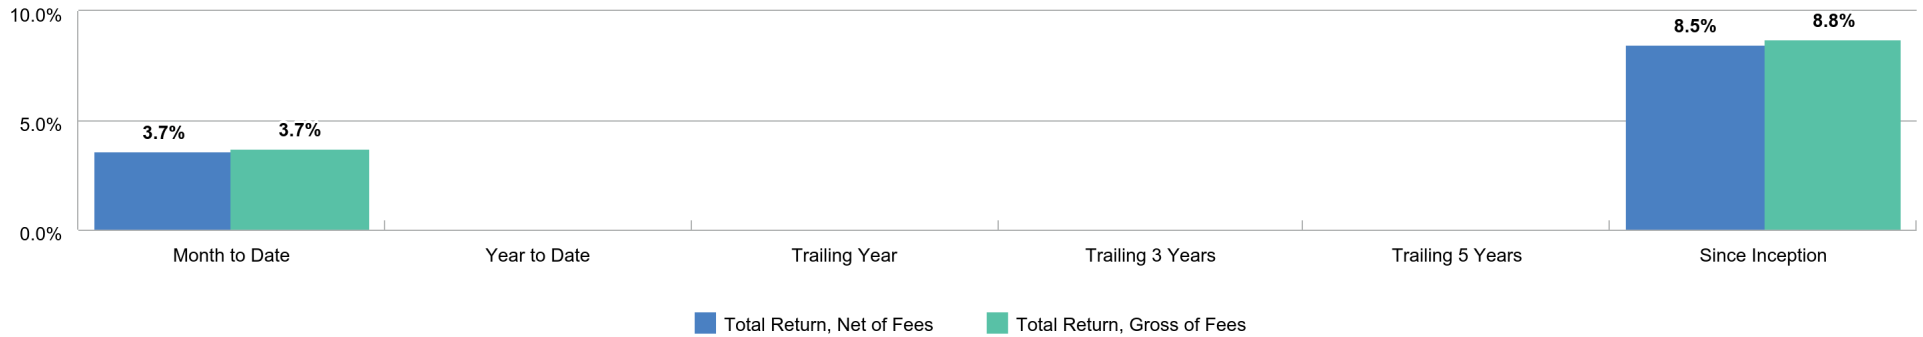 10.0%
5.0%
0.0%
3.7%
3.7%
8.5%
8.8%
Month to Date
Year to Date
Trailing Year
Trailing 3 Years
Trailing 5 Years
Since Inception
Total Return, Net of Fees
Total Return, Gross of Fees